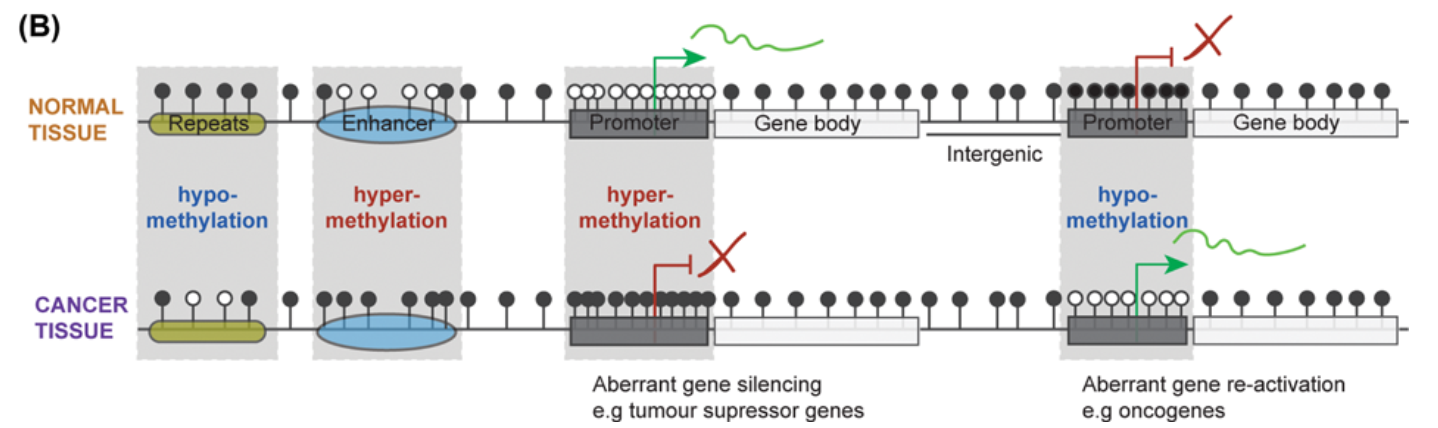 (B)
NORMAL
TISSUE
Repeats
Enhancer
Promoter
Gene body
Intergenic
Promoter
Gene body
hypo-
methylation
hyper-
methylation
hyper-
methylation
hypo-
methylation
CANCER
TISSUE
Aberrant gene silencing
e.g tumour supressor genes
Aberrant gene re-activation
e.g oncogenes